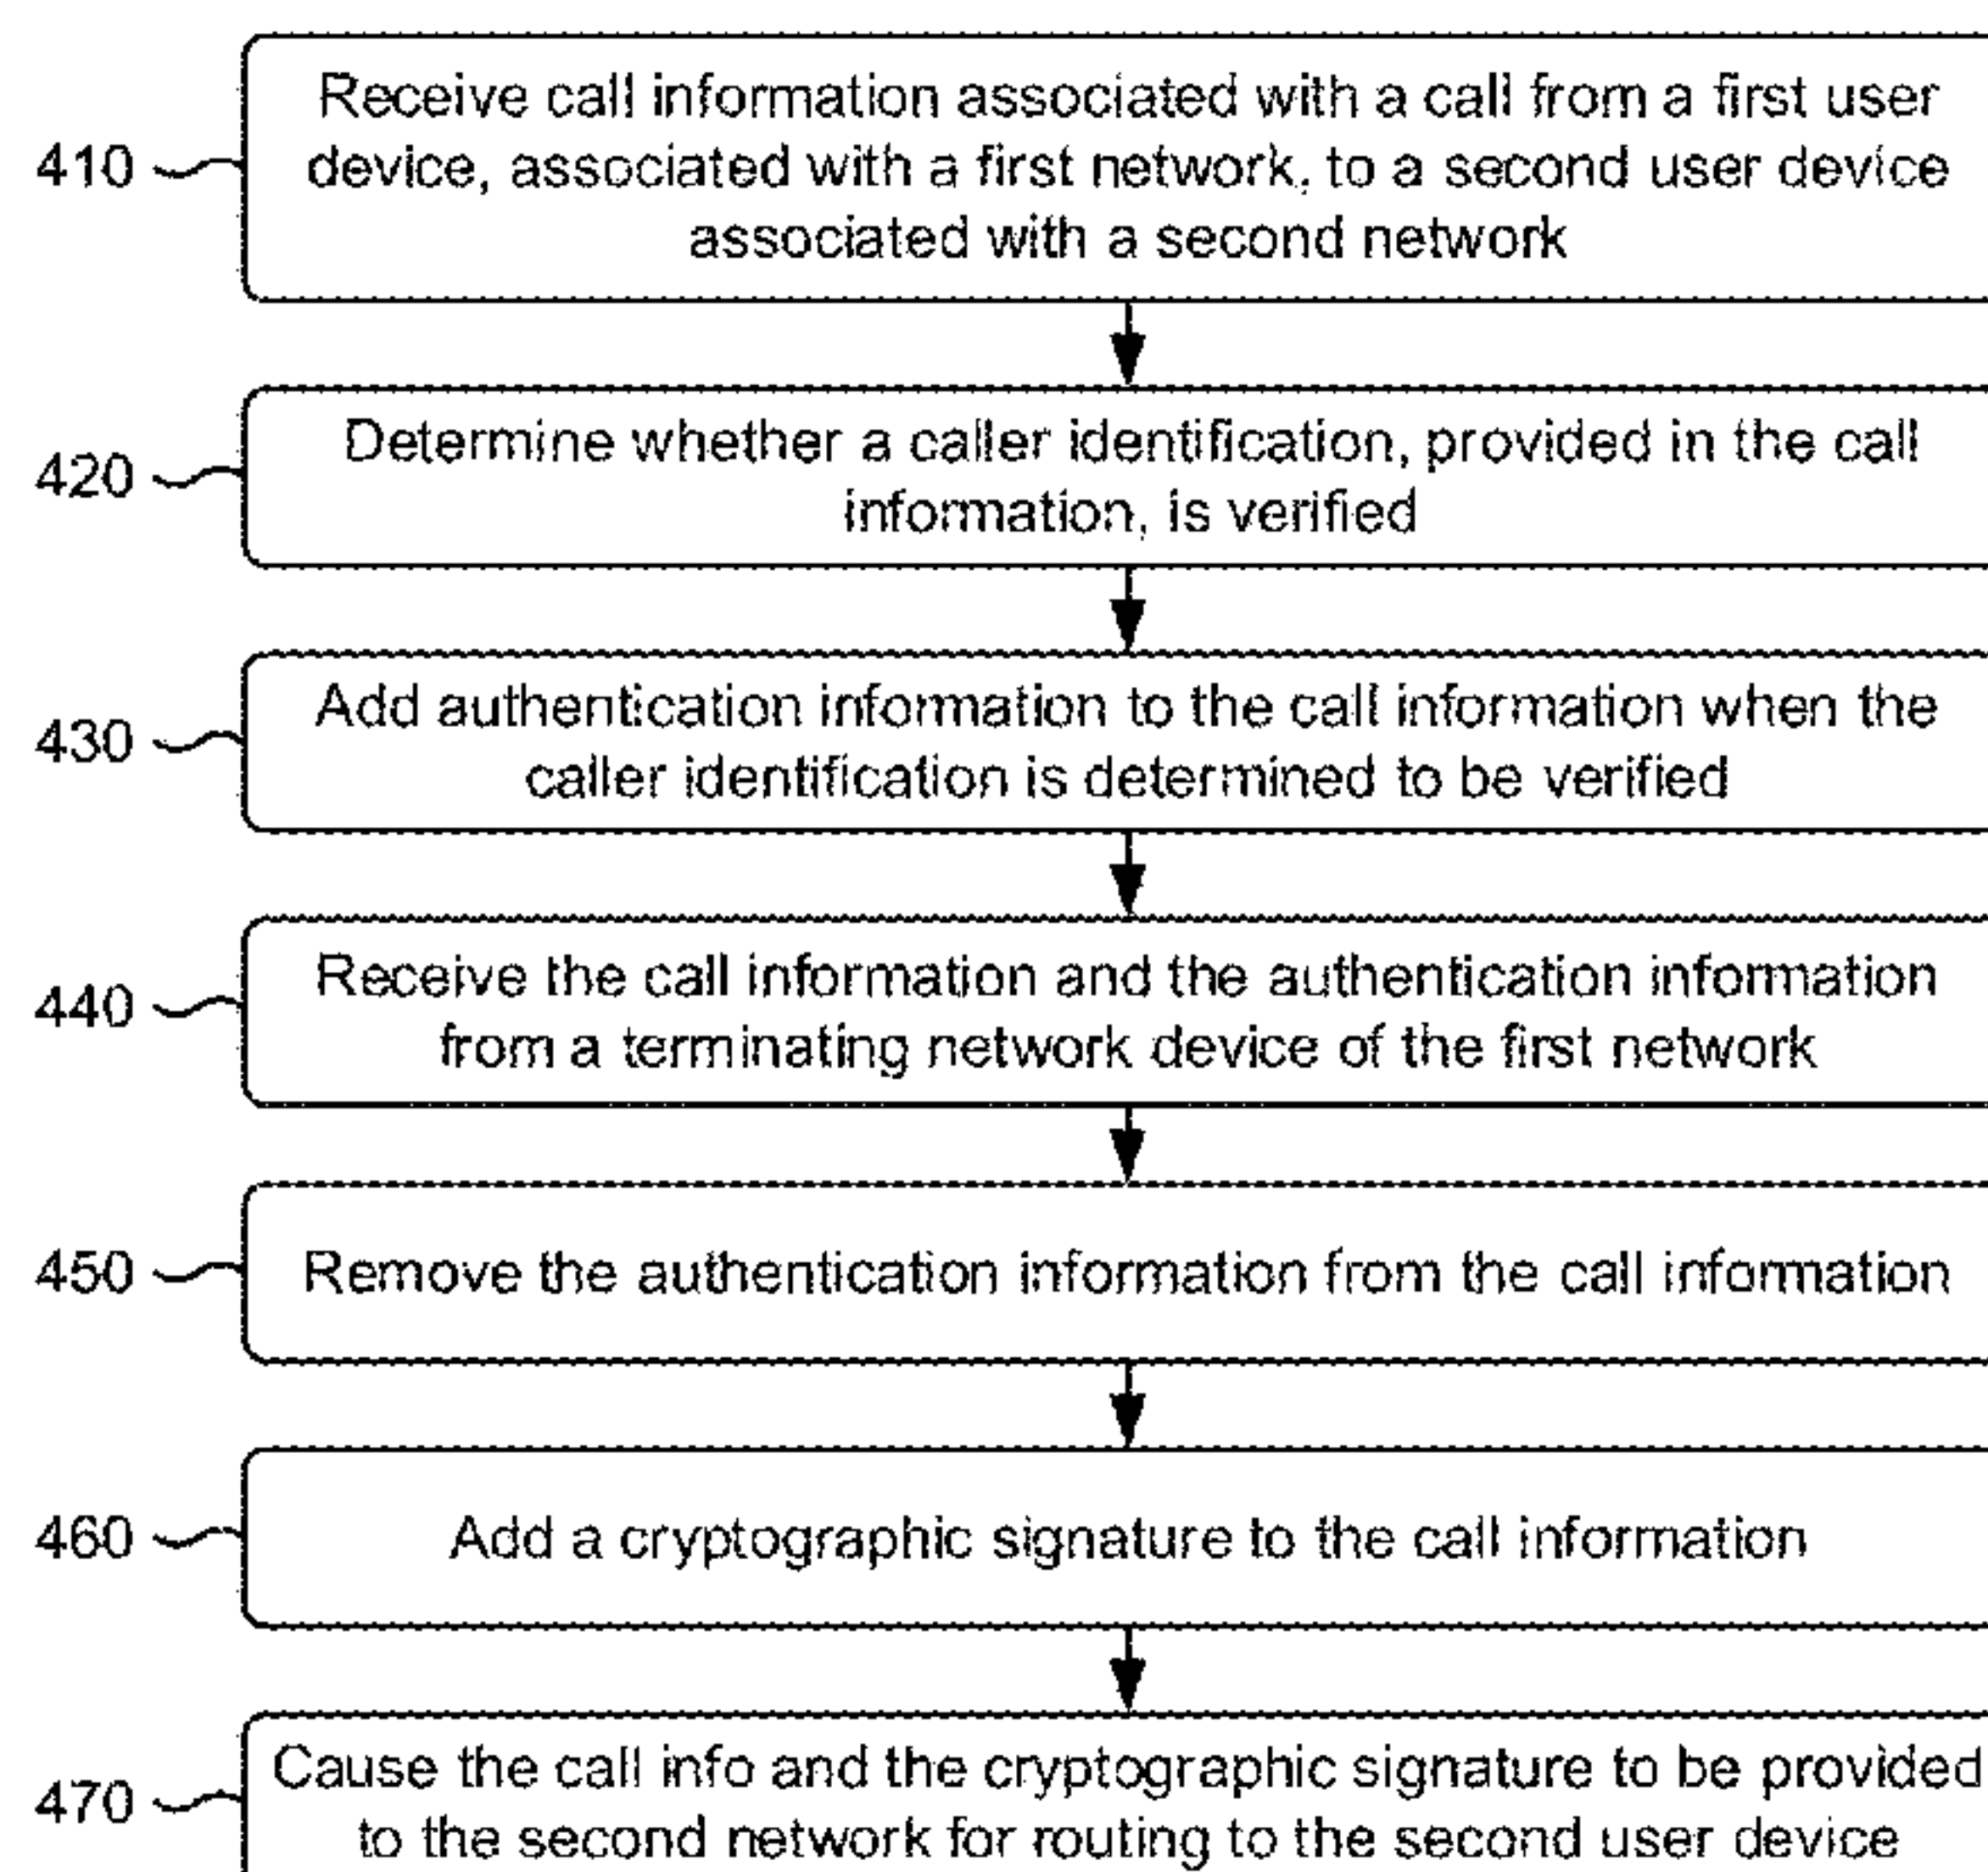 Receive call information associated with a call from a first user
410
device, associated with a first network, to a second user device
associated with a second network
Determine whether a caller identification, provided in the call
420
information, is verified
Add authentication information to the call information when the
430
caller identification is determined to be verified
Receive the call information and the authentication information
440
from a terminating network device of the first network
450
Remove the authentication information from the call information
460
Add a cryptographic signature to the call information
Cause the call info and the cryptographic signature to be provided
470
to the second network for routing to the second user device